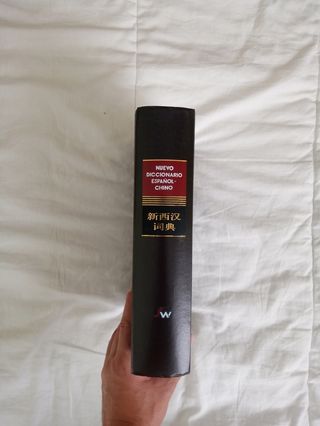 NUEVO
DICCIONARIO
ESPAÑOL-
CHINO
新西汉
词典